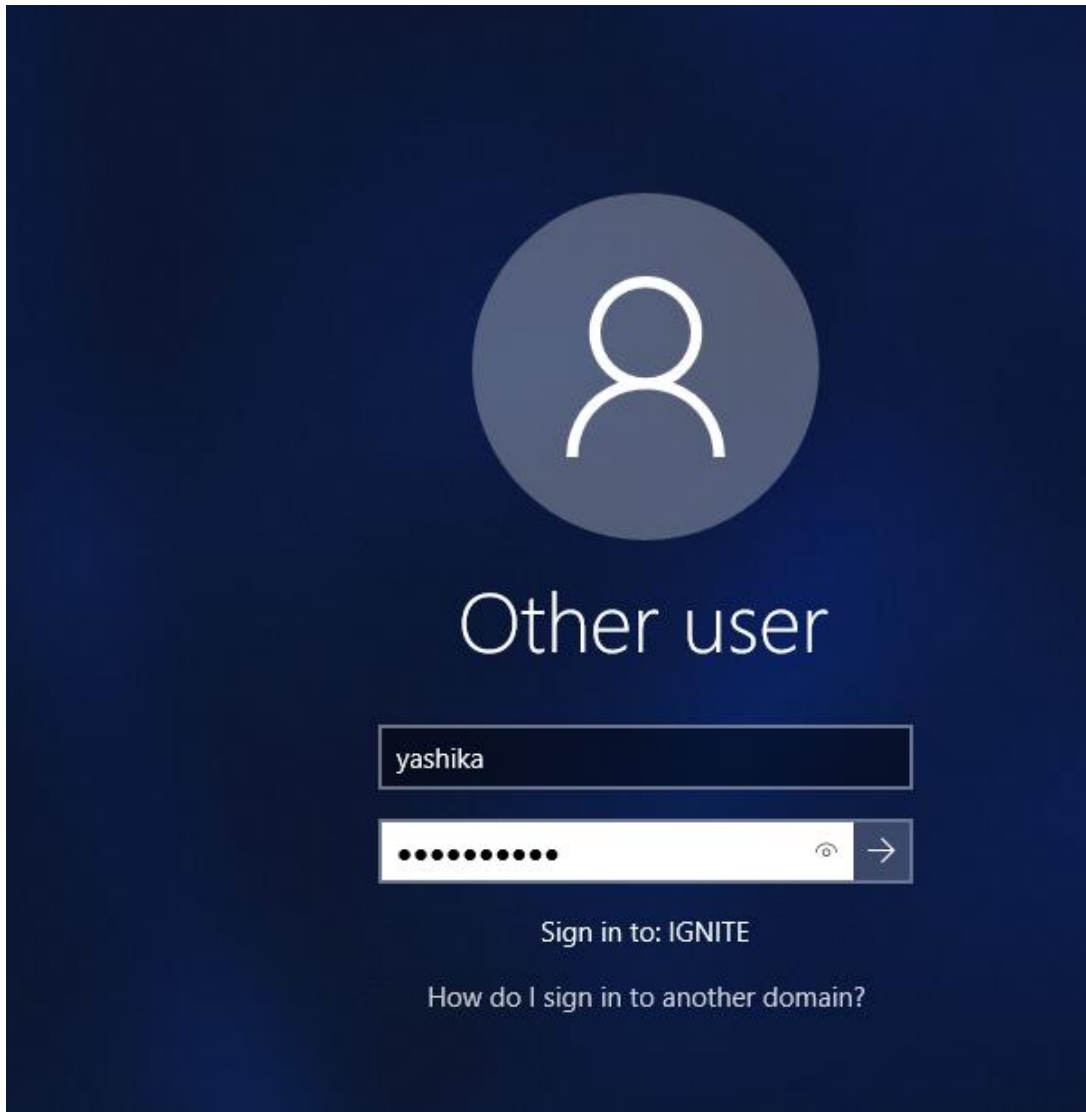 Other user
yashika
••••••••••
Sign in to: IGNITE
How do I sign in to another domain?